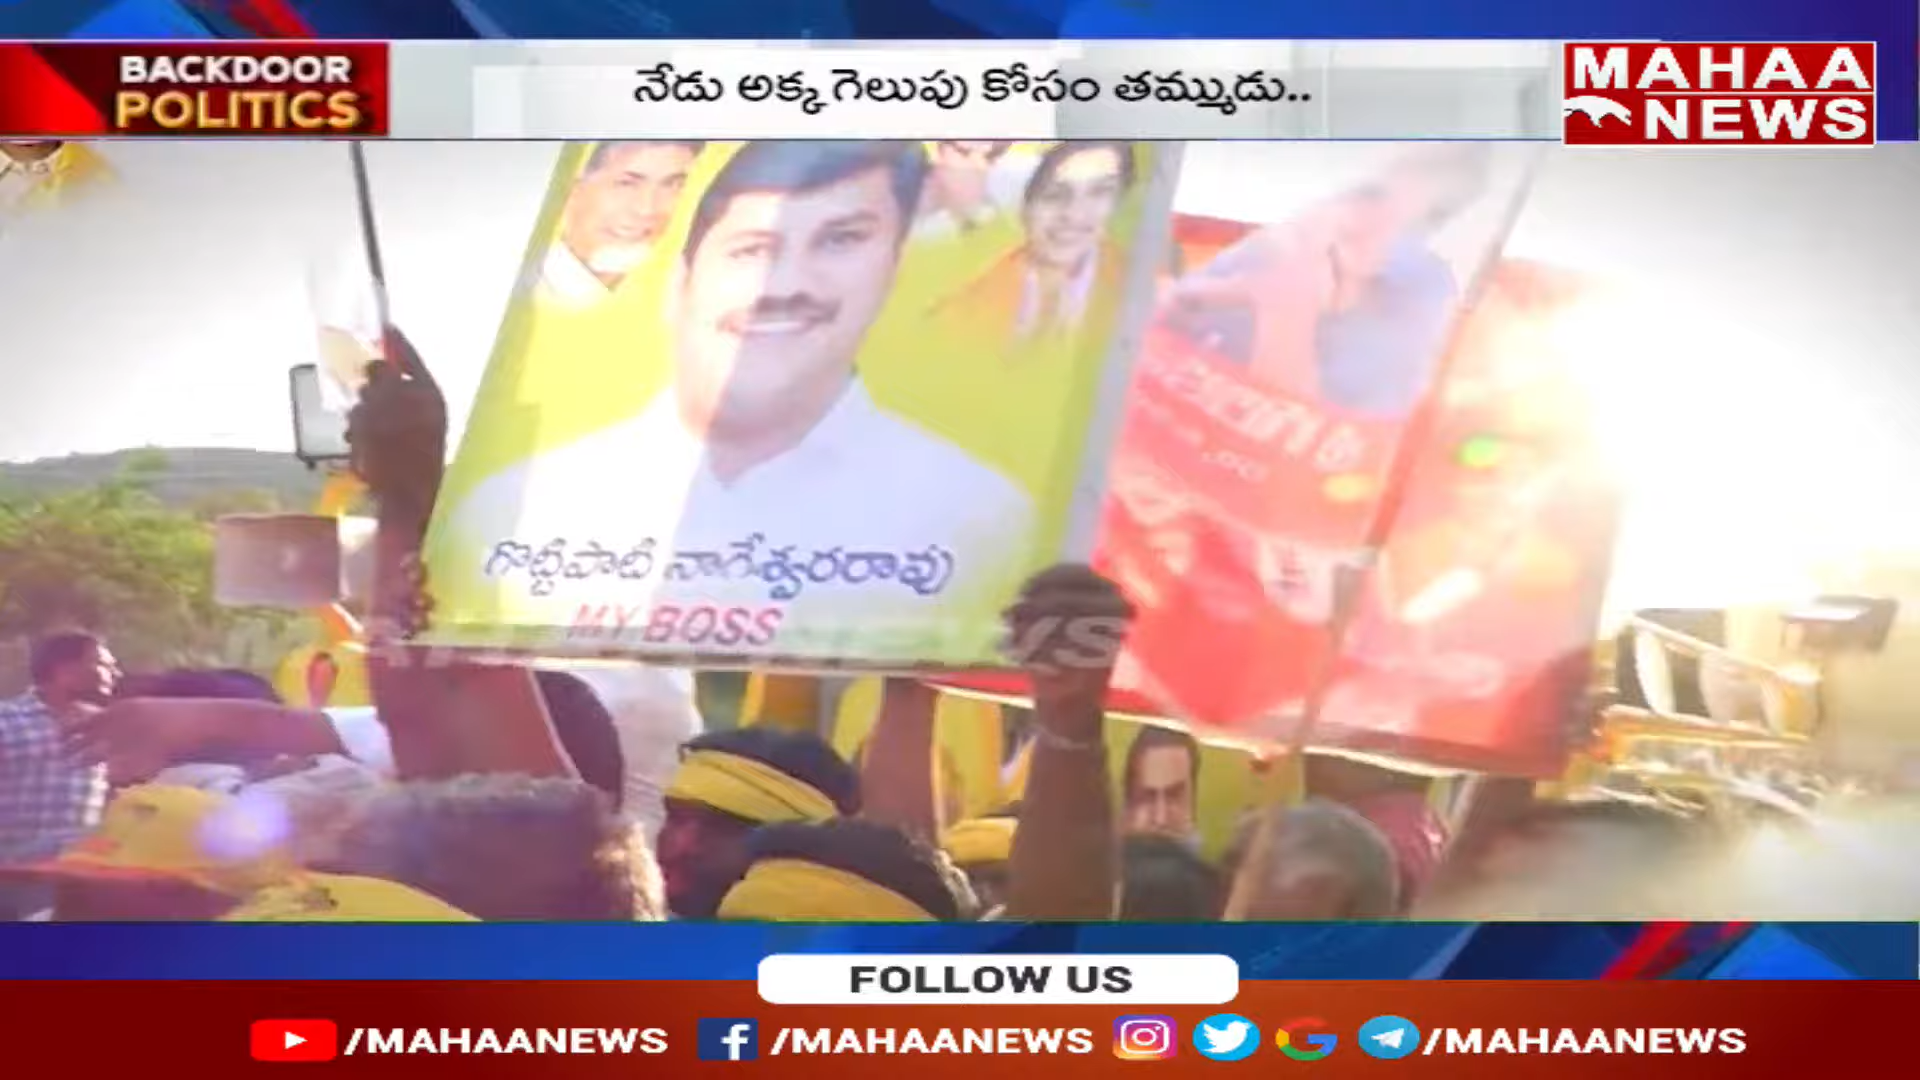 BACKDOOR
POLITICS
నేడు అక్క గెలుపు కోసం తమ్ముడు..
MAHAA
NEWS
గొట్టిపాటి నాగేశ్వరరావు
MY BOSS
FOLLOW US
/MAHAANEWS /MAHAANEWS /MAHAANEWS